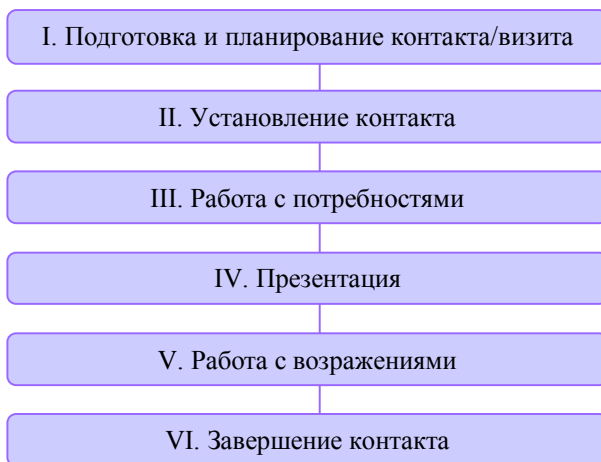 I. Подготовка и планирование контакта/визита
II. Установление контакта
III. Работа с потребностями
IV. Презентация
V. Работа с возражениями
VI. Завершение контакта